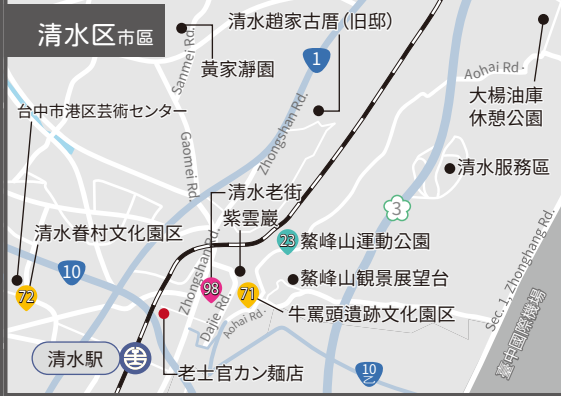 清水区市區
Sanmei Rd.
黃家瀞園
清水趙家古厝（旧邸）
1
Aohai Rd.
大楊油庫
休憩公園
台中市港区芸術センター
Gaomei Rd.
Zhongshan Rd.
清水服務區
清水老街
紫雲巖
3
清水眷村文化園区
Zhongshan Rd.
23
鰲峰山運動公園
10
72
98
71
鰲峰山観景展望台
Dajie Rd.
Aohai Rd.
牛罵頭遺跡文化園区
Sec. 1, Zhonghang Rd.
臺中國際機場
清水駅
老士官カン麺店
10
乙